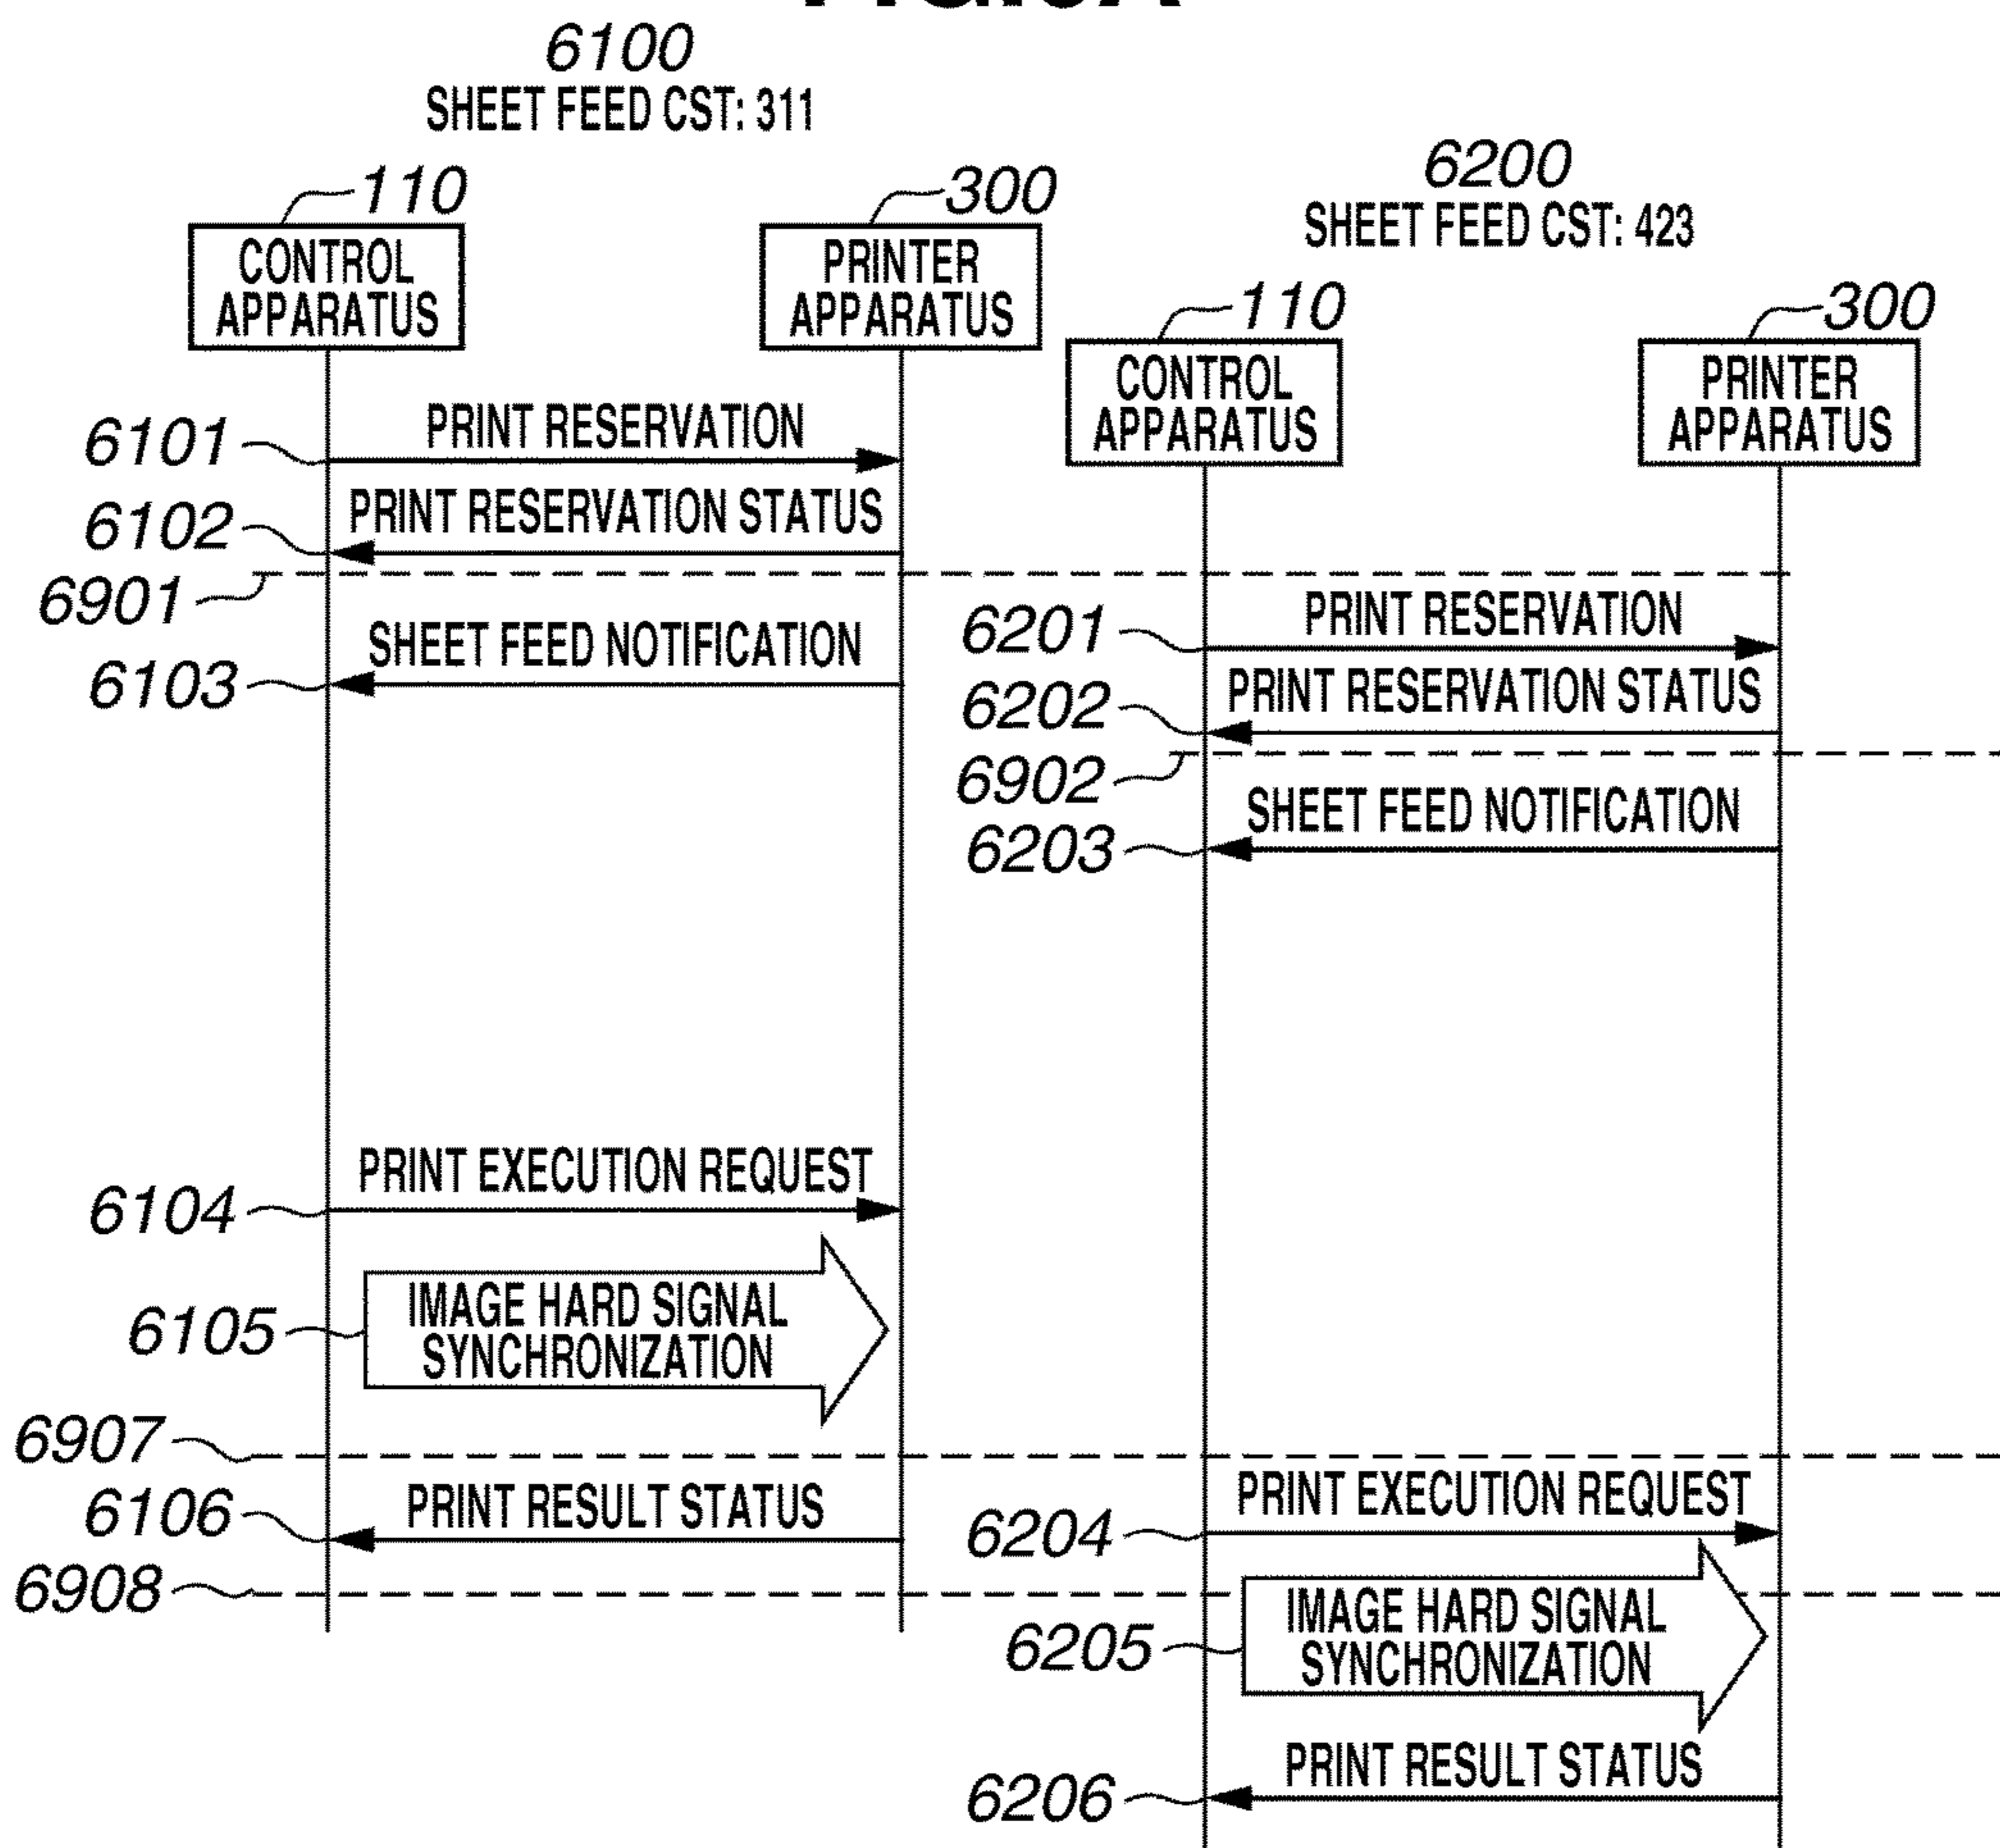 6100
SHEET FEED CST: 311
110
300
CONTROL
APPARATUS
PRINTER
APPARATUS
6101
PRINT RESERVATION
6102
PRINT RESERVATION STATUS
6901
6103
SHEET FEED NOTIFICATION
6104
PRINT EXECUTION REQUEST
6105
IMAGE HARD SIGNAL
SYNCHRONIZATION
6907
6106
PRINT RESULT STATUS
6908
6200
SHEET FEED CST: 423
110
300
CONTROL
APPARATUS
PRINTER
APPARATUS
6201
PRINT RESERVATION
6202
PRINT RESERVATION STATUS
6902
6203
SHEET FEED NOTIFICATION
6204
PRINT EXECUTION REQUEST
6205
IMAGE HARD SIGNAL
SYNCHRONIZATION
6206
PRINT RESULT STATUS